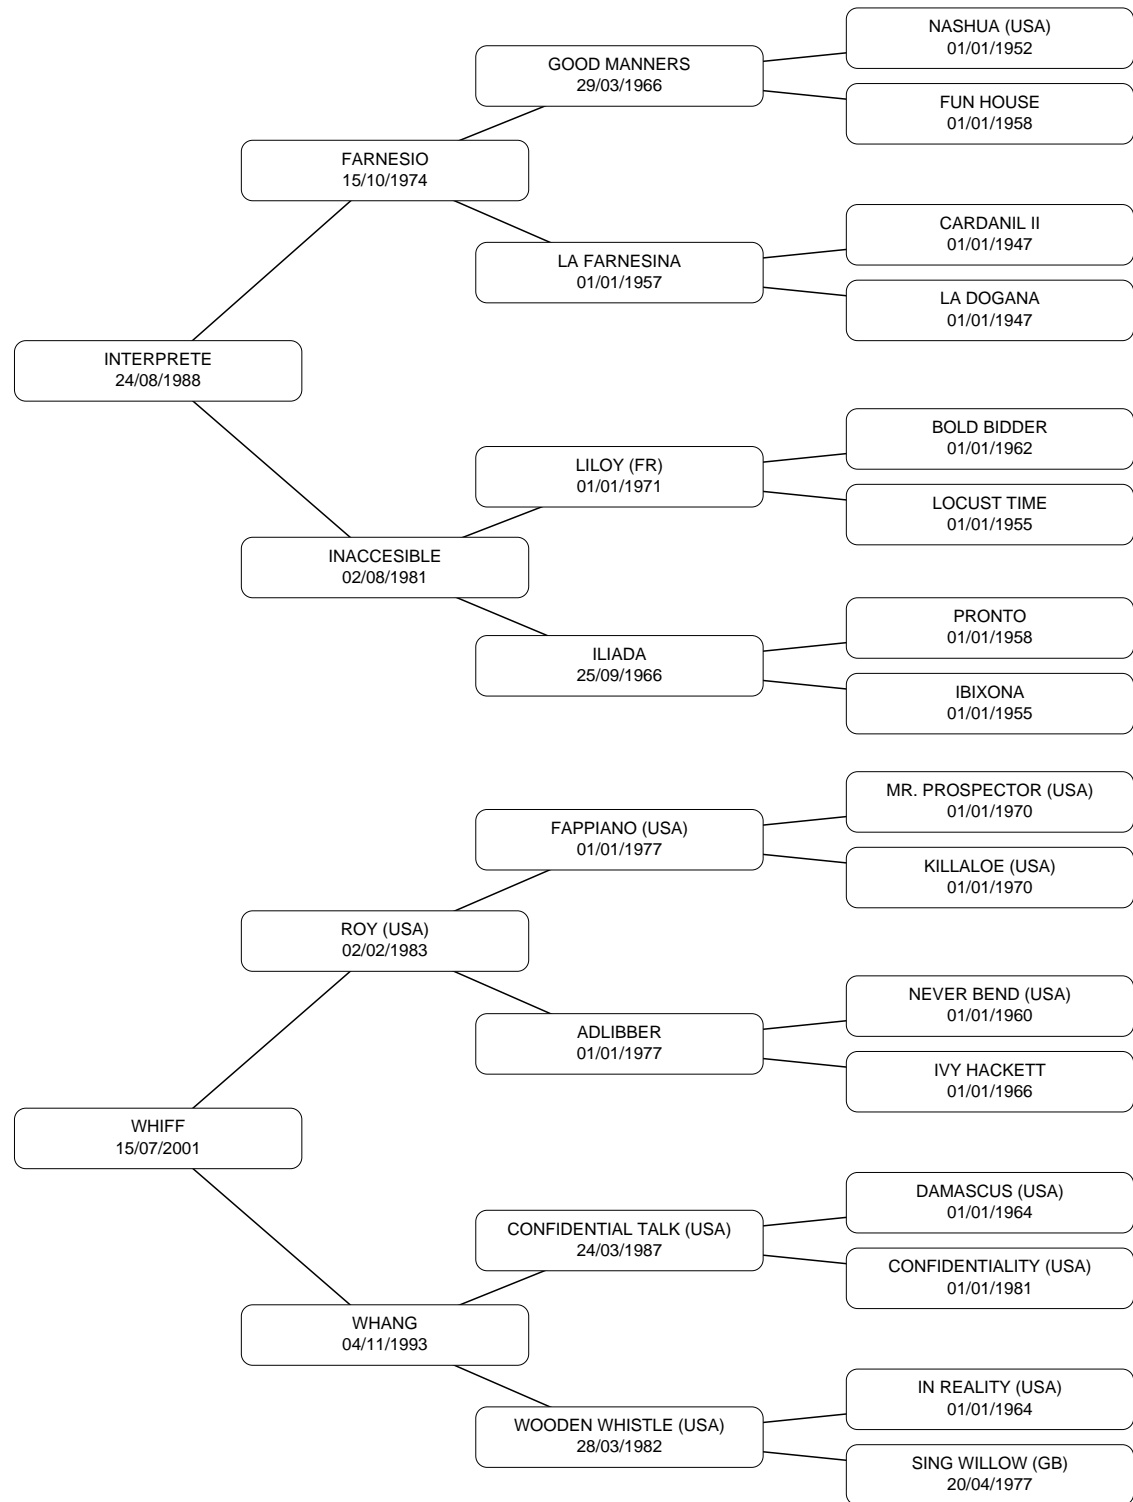 NASHUA (USA)
01/01/1952
GOOD MANNERS
29/03/1966
FUN HOUSE
01/01/1958
FARNESIO
15/10/1974
CARDANIL II
01/01/1947
LA FARNESINA
01/01/1957
LA DOGANA
01/01/1947
INTERPRETE
24/08/1988
BOLD BIDDER
01/01/1962
LILOY (FR)
01/01/1971
LOCUST TIME
01/01/1955
INACCESIBLE
02/08/1981
PRONTO
01/01/1958
ILIADA
25/09/1966
IBIXONA
01/01/1955
MR. PROSPECTOR (USA)
01/01/1970
FAPPIANO (USA)
01/01/1977
KILLALOE (USA)
01/01/1970
ROY (USA)
02/02/1983
NEVER BEND (USA)
01/01/1960
ADLIBBER
01/01/1977
IVY HACKETT
01/01/1966
WHIFF
15/07/2001
DAMASCUS (USA)
01/01/1964
CONFIDENTIAL TALK (USA)
24/03/1987
CONFIDENTIALITY (USA)
01/01/1981
WHANG
04/11/1993
IN REALITY (USA)
01/01/1964
WOODEN WHISTLE (USA)
28/03/1982
SING WILLOW (GB)
20/04/1977